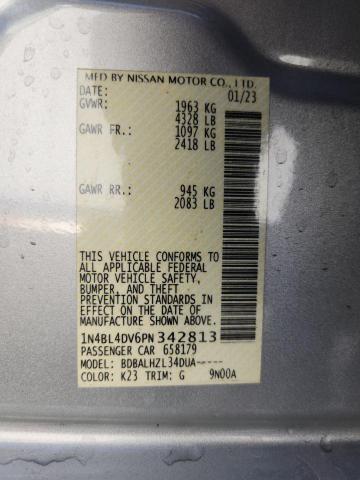 MFD BY NISSAN MOTOR CO., LTD.
DATE: 01/23
GVWR: 1963 KG
4328 LB
GAWR FR: 1097 KG
2418 LB
GAWR RR: 945 KG
2083 LB
THIS VEHICLE CONFORMS TO
ALL APPLICABLE FEDERAL
MOTOR VEHICLE SAFETY,
BUMPER, AND THEFT
PREVENTION STANDARDS IN
EFFECT ON THE DATE OF
MANUFACTURE SHOWN ABOVE.
1N4BL4DV6PN 342813
PASSENGER CAR 658179
MODEL: BDBALHZL34DUA-----
COLOR: K23 TRIM: G 9N00A